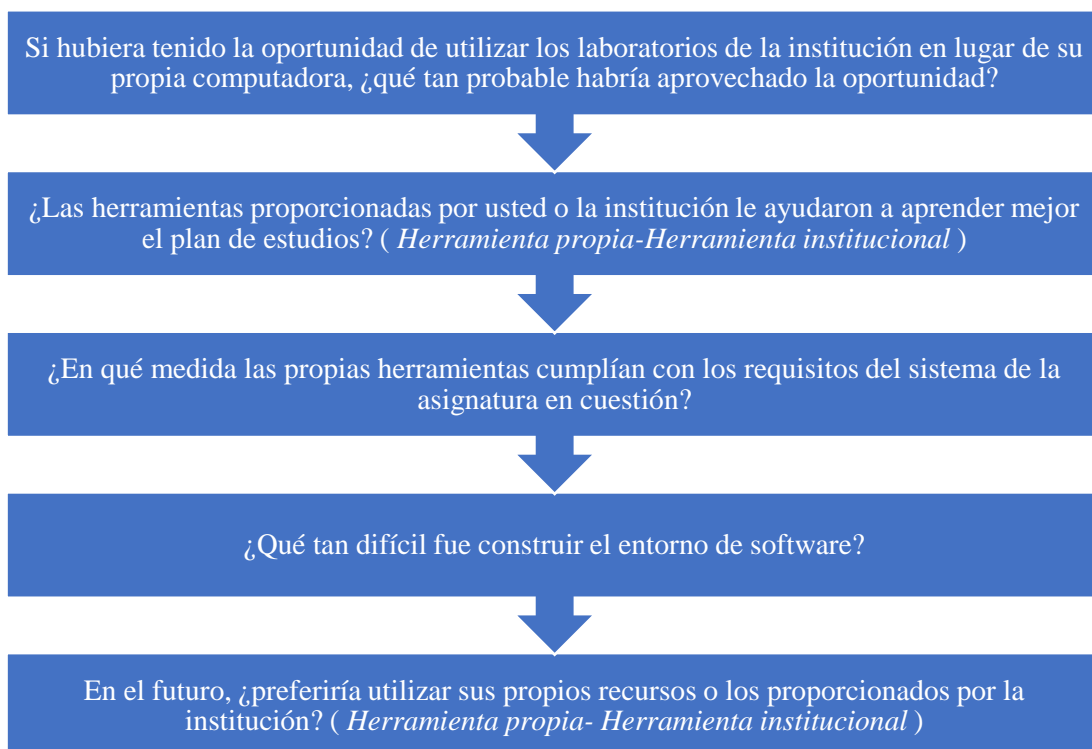 Si hubiera tenido la oportunidad de utilizar los laboratorios de la institución en lugar de su
propia computadora, ¿qué tan probable habría aprovechado la oportunidad?
¿Las herramientas proporcionadas por usted o la institución le ayudaron a aprender mejor
el plan de estudios? ( Herramienta propia-Herramienta institucional )
¿En qué medida las propias herramientas cumplían con los requisitos del sistema de la
asignatura en cuestión?
¿Qué tan difícil fue construir el entorno de software?
En el futuro, ¿preferiría utilizar sus propios recursos o los proporcionados por la
institución? ( Herramienta propia- Herramienta institucional )